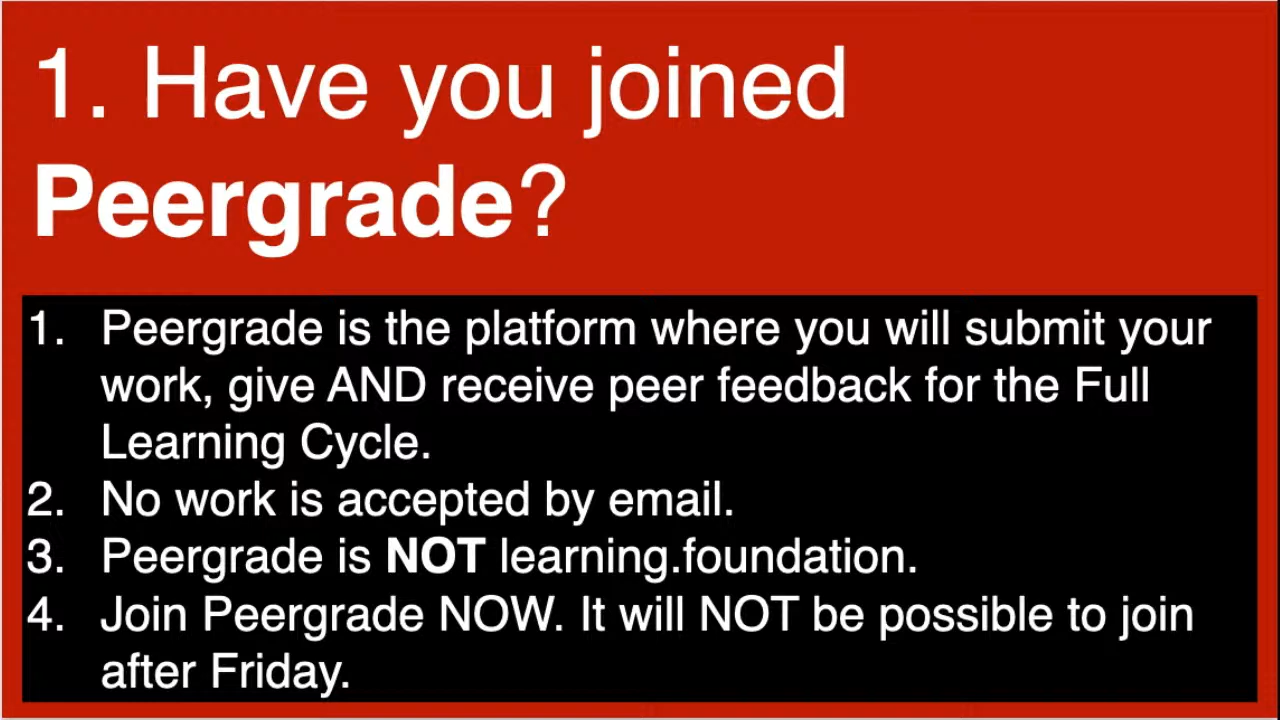 1. Have you joined
Peergrade?
1. Peergrade is the platform where you will submit your
work, give AND receive peer feedback for the Full
Learning Cycle.
2. No work is accepted by email.
3. Peergrade is NOT learning.foundation.
4. Join Peergrade NOW. It will NOT be possible to join
after Friday.